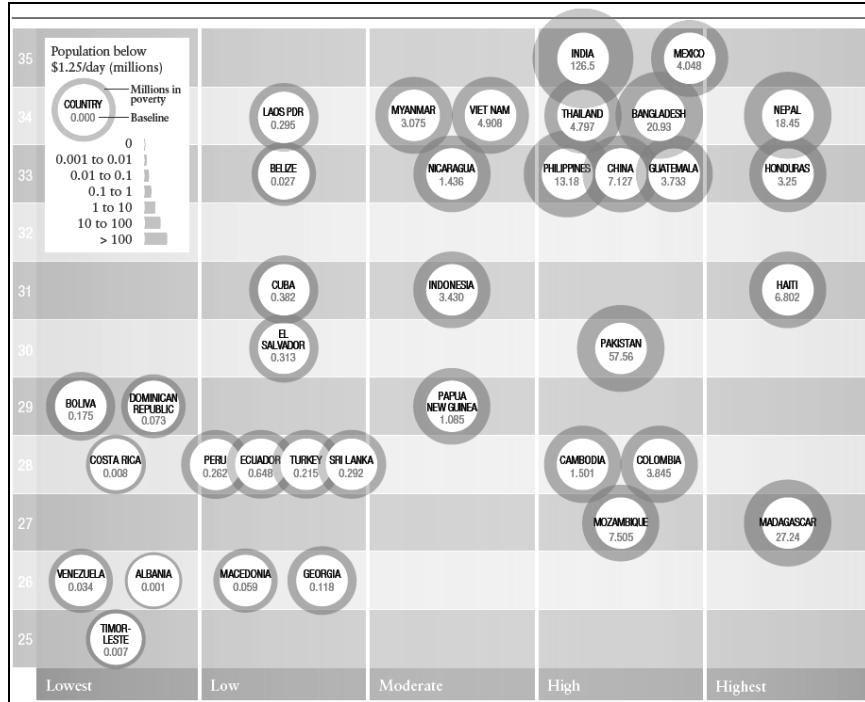 35
Population below
$1.25/day (millions)
COUNTRY
0.000
Millions in
poverty
Baseline
0
0.001 to 0.01
0.01 to 0.1
0.1 to 1
1 to 10
10 to 100
> 100
INDIA
126.5
MEXICO
4.048
34
LAOS PDR
0.295
MYANMAR
3.075
VIET NAM
4.908
THAILAND
4.797
BANGLADESH
20.93
NEPAL
18.45
33
BELIZE
0.027
NICARAGUA
1.436
PHILIPPINES
13.18
CHINA
7.127
GUATEMALA
3.733
HONDURAS
3.25
32
31
CUBA
0.382
INDONESIA
3.430
HAITI
6.802
30
EL
SALVADOR
0.313
PAKISTAN
57.56
29
BOLIVA
0.175
DOMINICAN
REPUBLIC
0.073
PAPUA
NEW GUINEA
1.085
28
COSTA RICA
0.008
PERU
0.262
ECUADOR
0.648
TURKEY
0.215
SRI LANKA
0.292
CAMBODIA
1.501
COLOMBIA
3.845
27
MOZAMBIQUE
7.505
MADAGASCAR
27.24
26
VENEZUELA
0.034
ALBANIA
0.001
MACEDONIA
0.059
GEORGIA
0.118
25
TIMOR-
LESTE
0.007
Lowest
Low
Moderate
High
Highest